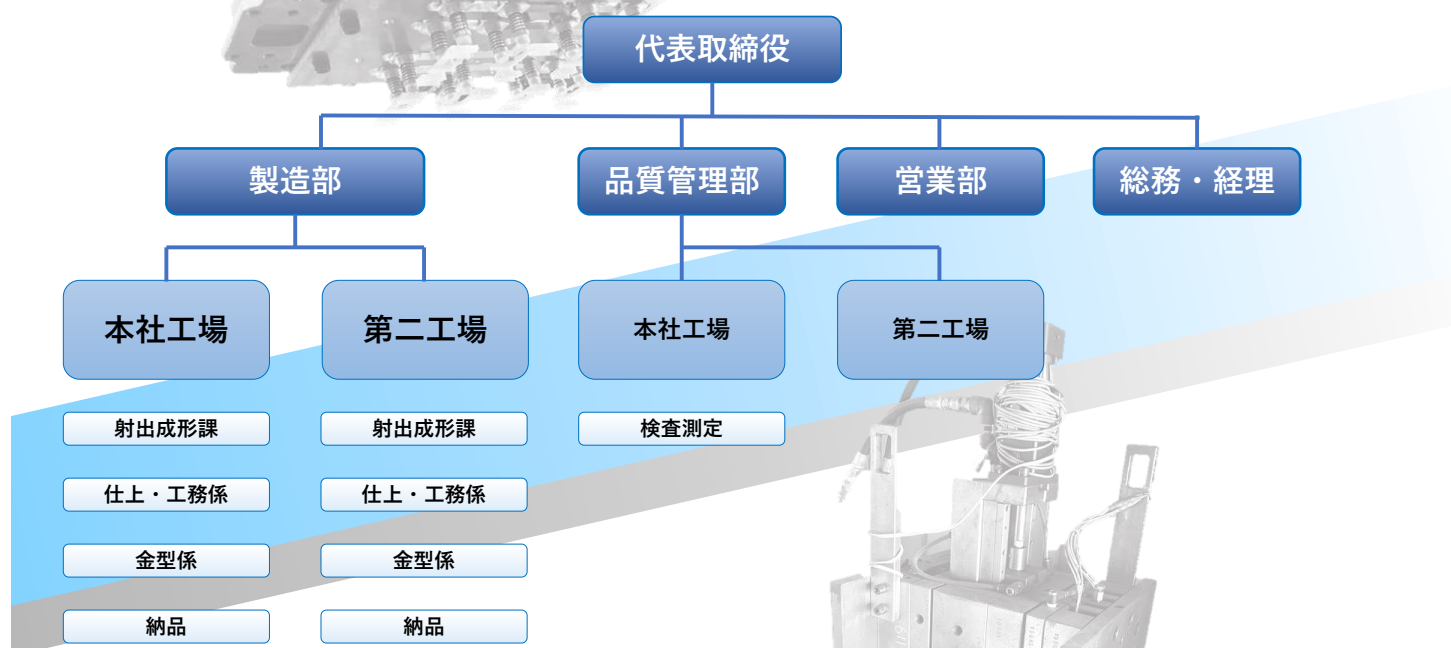 代表取締役
製造部
品質管理部
営業部
総務・経理
本社工場
第二工場
本社工場
第二工場
射出成形課
射出成形課
検査測定
仕上・工務係
仕上・工務係
金型係
金型係
納品
納品